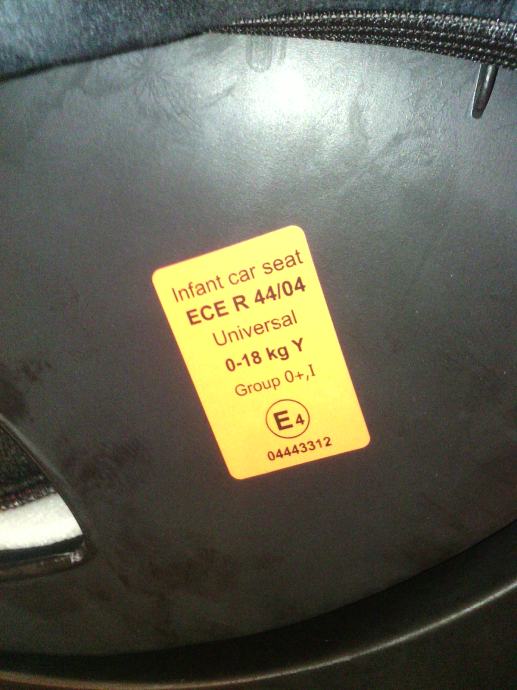 Infant car seat
ECE R 44/04
Universal
0-18 kg Y
Group 0+,I
E4
04443312